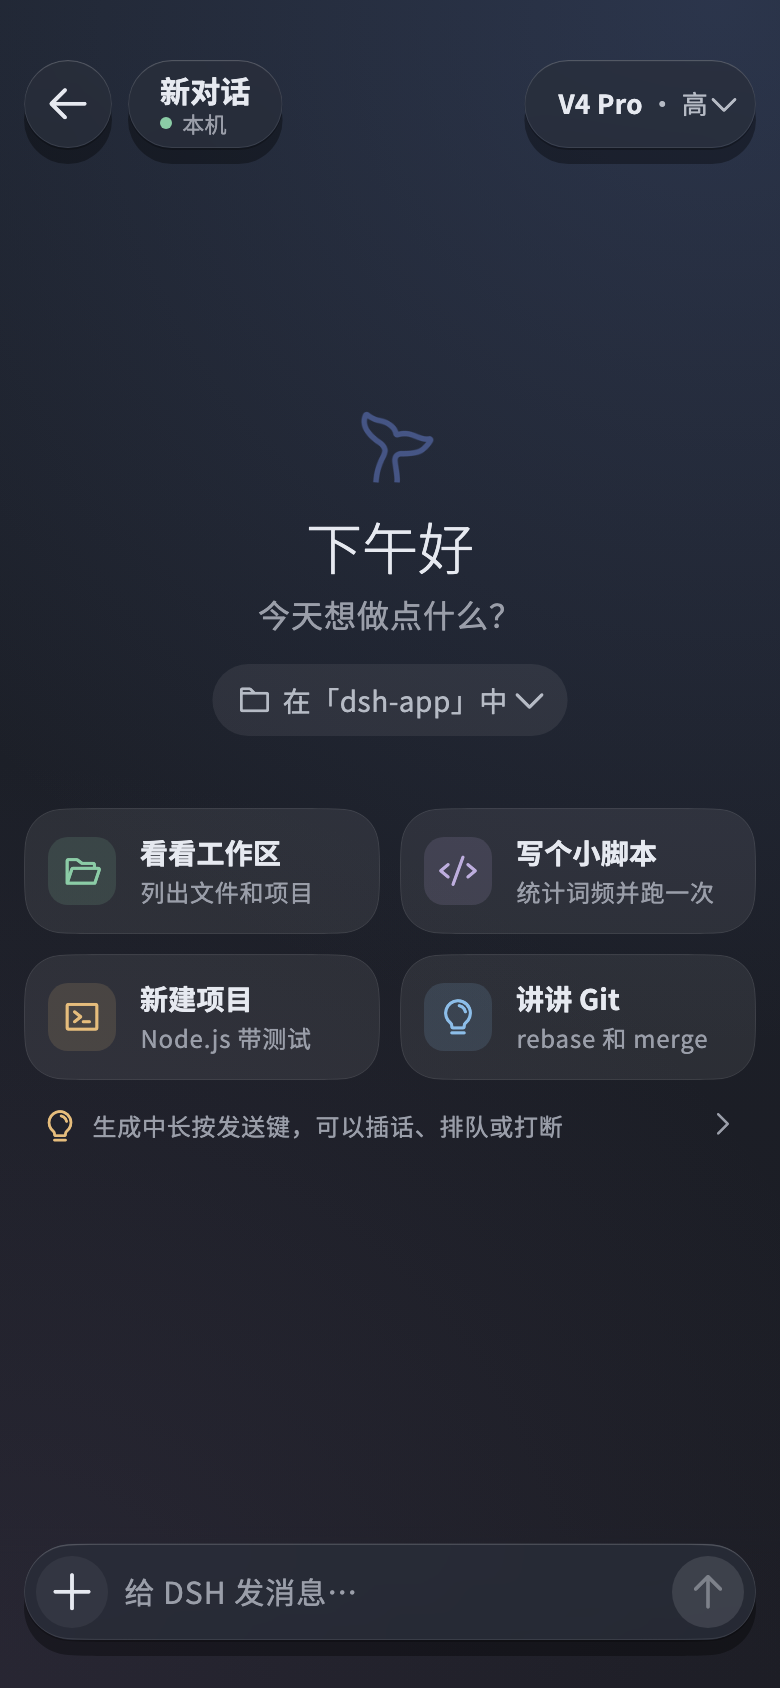 新对话
本机
V4 Pro · 高
下午好
今天想做点什么?
在「dsh-app」中
看看工作区
列出文件和项目
写个小脚本
统计词频并跑一次
新建项目
Node.js 带测试
讲讲 Git
rebase 和 merge
生成中长按发送键，可以插话、排队或打断
给 DSH 发消息…